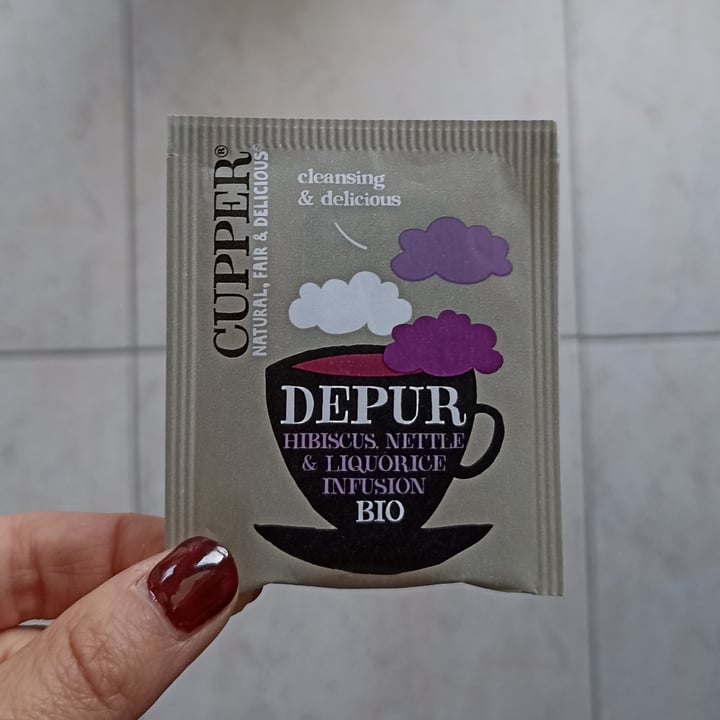 CUPPER®
NATURAL, FAIR & DELICIOUS®
cleansing
& delicious
DEPUR
HIBISCUS, NETTLE
& LIQUORICE
INFUSION
BIO